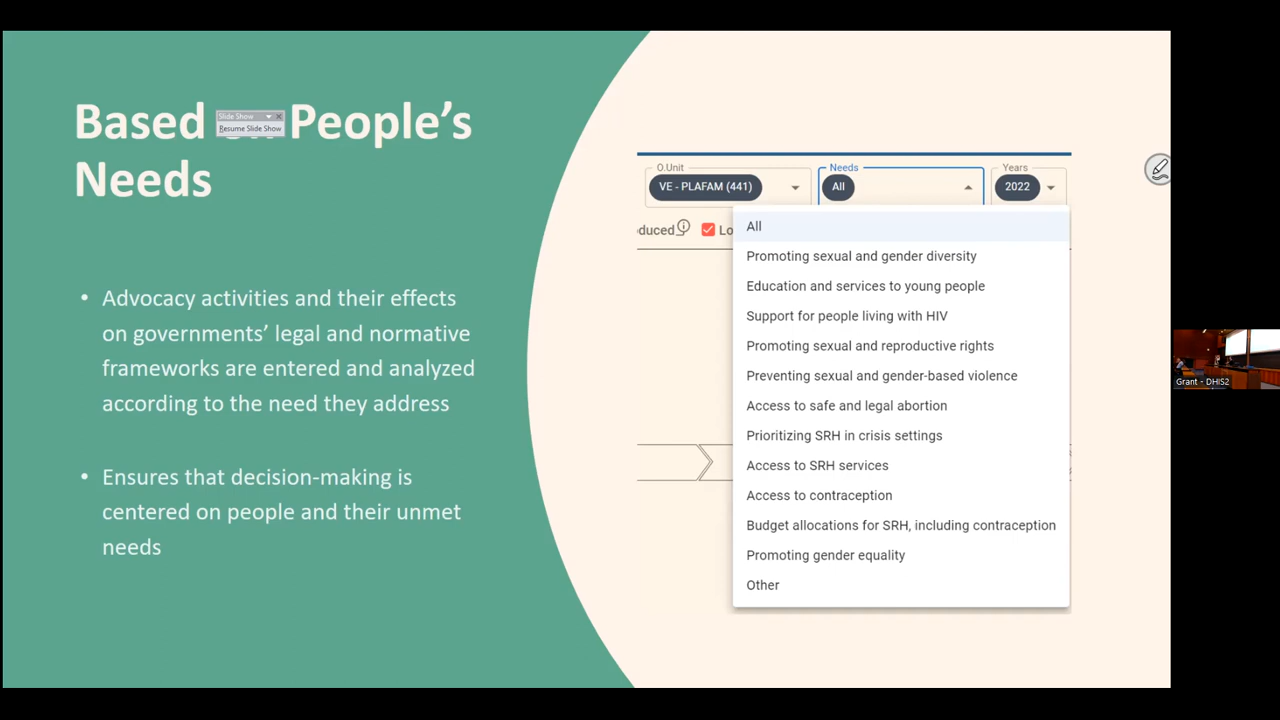 Based People's
Needs
Slide Show
Resume Slide Show
• Advocacy activities and their effects
on governments' legal and normative
frameworks are entered and analyzed
according to the need they address
• Ensures that decision-making is
centered on people and their unmet
needs
O.Unit
VE - PLAFAM (441)
Needs
All
Years
2022
duced
Lo
All
Promoting sexual and gender diversity
Education and services to young people
Support for people living with HIV
Promoting sexual and reproductive rights
Preventing sexual and gender-based violence
Access to safe and legal abortion
Prioritizing SRH in crisis settings
Access to SRH services
Access to contraception
Budget allocations for SRH, including contraception
Promoting gender equality
Other
Grant - DHIS2